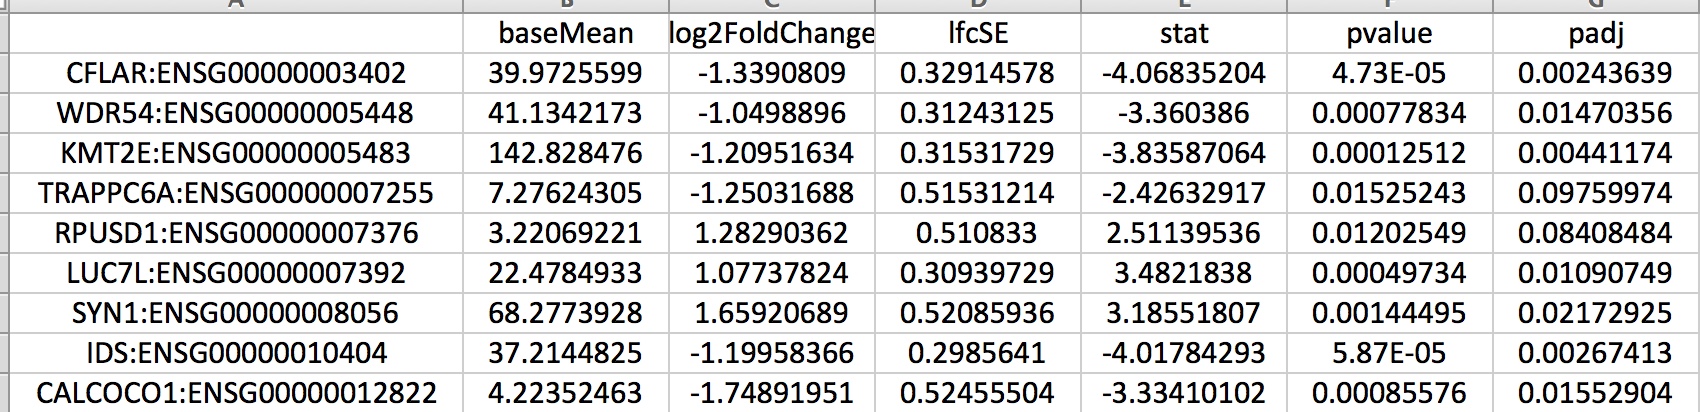 A B C D E F G
baseMean log2FoldChange lfcSE stat pvalue padj
CFLAR:ENSG00000003402 39.9725599 -1.3390809 0.32914578 -4.06835204 4.73E-05 0.00243639
WDR54:ENSG00000005448 41.1342173 -1.0498896 0.31243125 -3.360386 0.00077834 0.01470356
KMT2E:ENSG00000005483 142.828476 -1.20951634 0.31531729 -3.83587064 0.00012512 0.00441174
TRAPPC6A:ENSG00000007255 7.27624305 -1.25031688 0.51531214 -2.42632917 0.01525243 0.09759974
RPUSD1:ENSG00000007376 3.22069221 1.28290362 0.510833 2.51139536 0.01202549 0.08408484
LUC7L:ENSG00000007392 22.4784933 1.07737824 0.30939729 3.4821838 0.00049734 0.01090749
SYN1:ENSG00000008056 68.2773928 1.65920689 0.52085936 3.18551807 0.00144495 0.02172925
IDS:ENSG00000010404 37.2144825 -1.19958366 0.2985641 -4.01784293 5.87E-05 0.00267413
CALCOCO1:ENSG00000012822 4.22352463 -1.74891951 0.52455504 -3.33410102 0.00085576 0.01552904